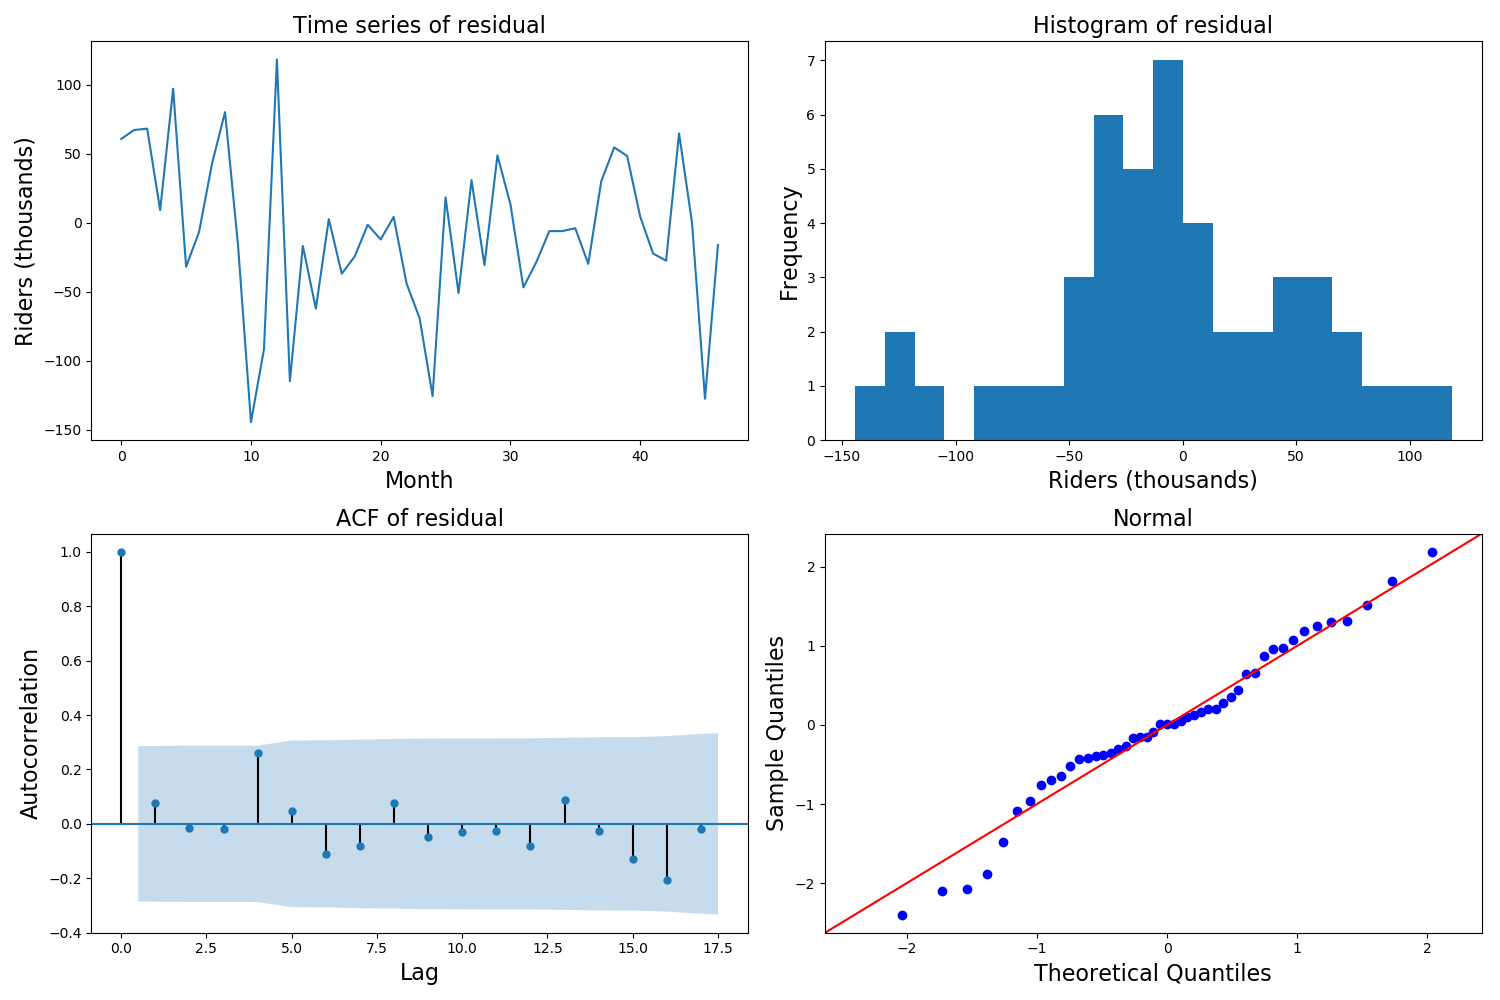 Time series of residual
Riders (thousands)
100
50
0
−50
−100
−150
0 10 20 30 40
Month
Histogram of residual
Frequency
7
6
5
4
3
2
1
0
−150 −100 −50 0 50 100
Riders (thousands)
ACF of residual
Autocorrelation
1.0
0.8
0.6
0.4
0.2
0.0
−0.2
−0.4
0.0 2.5 5.0 7.5 10.0 12.5 15.0 17.5
Lag
Normal
Sample Quantiles
2
1
0
−1
−2
−2 −1 0 1 2
Theoretical Quantiles